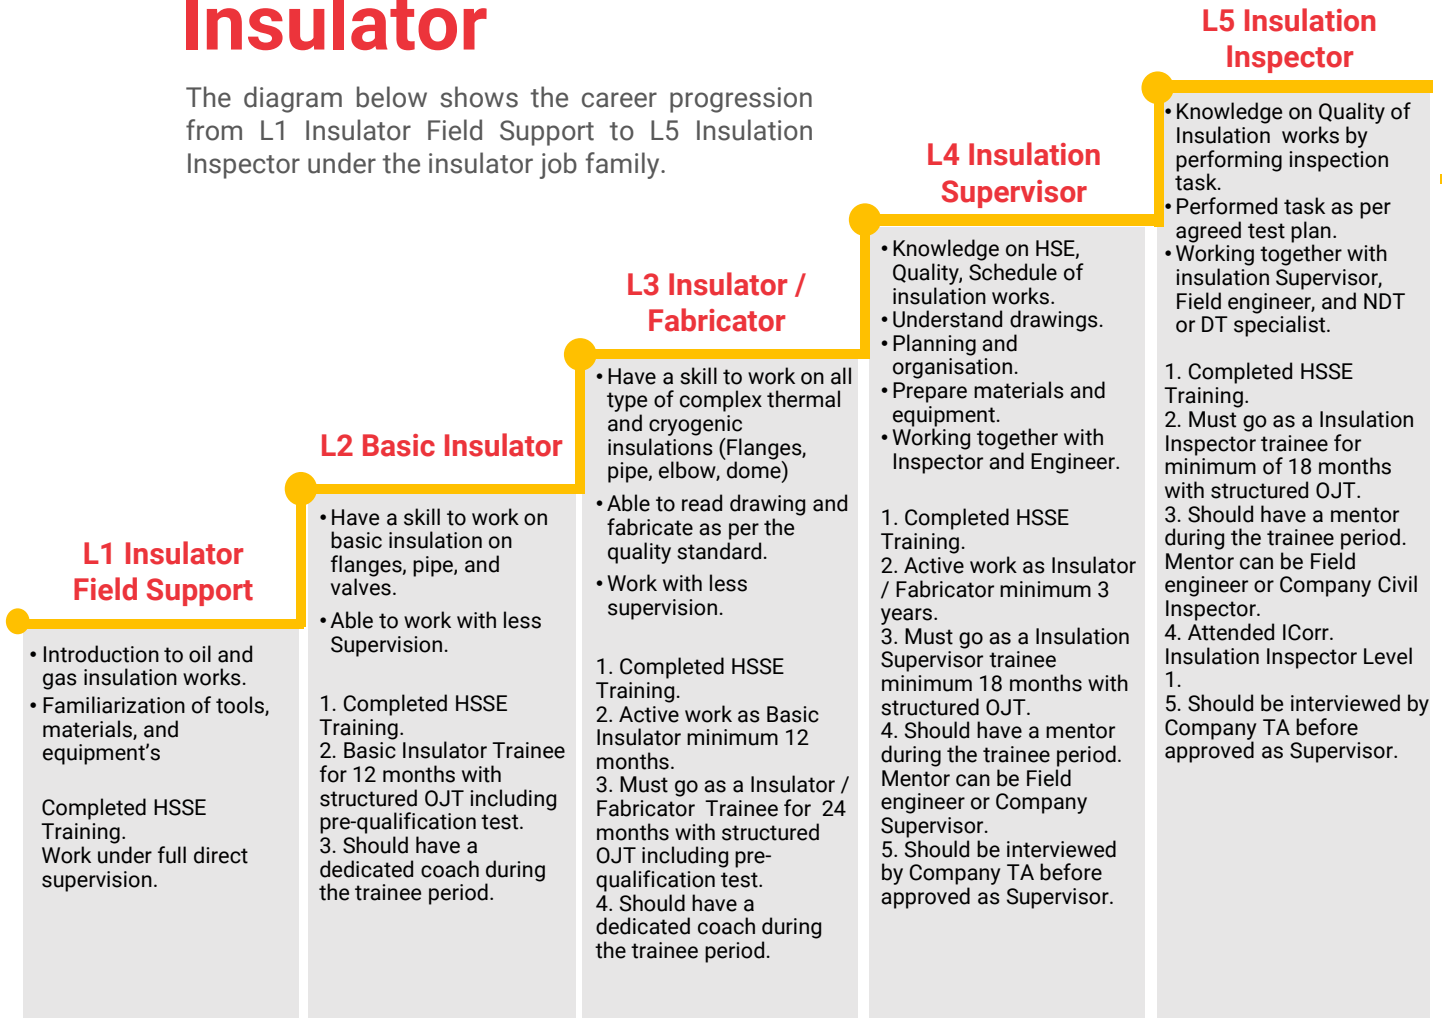 Insulator
The diagram below shows the career progression
from L1 Insulator Field Support to L5 Insulation
Inspector under the insulator job family.
L1 Insulator
Field Support
• Introduction to oil and
gas insulation works.
• Familiarization of tools,
materials, and
equipment’s
Completed HSSE
Training.
Work under full direct
supervision.
L2 Basic Insulator
• Have a skill to work on
basic insulation on
flanges, pipe, and
valves.
• Able to work with less
Supervision.
1. Completed HSSE
Training.
2. Basic Insulator Trainee
for 12 months with
structured OJT including
pre-qualification test.
3. Should have a
dedicated coach during
the trainee period.
L3 Insulator /
Fabricator
• Have a skill to work on all
type of complex thermal
and cryogenic
insulations (Flanges,
pipe, elbow, dome)
• Able to read drawing and
fabricate as per the
quality standard.
• Work with less
supervision.
1. Completed HSSE
Training.
2. Active work as Basic
Insulator minimum 12
months.
3. Must go as a Insulator /
Fabricator Trainee for 24
months with structured
OJT including pre-
qualification test.
4. Should have a
dedicated coach during
the trainee period.
L4 Insulation
Supervisor
• Knowledge on HSE,
Quality, Schedule of
insulation works.
• Understand drawings.
• Planning and
organisation.
• Prepare materials and
equipment.
• Working together with
Inspector and Engineer.
1. Completed HSSE
Training.
2. Active work as Insulator
/ Fabricator minimum 3
years.
3. Must go as a Insulation
Supervisor trainee
minimum 18 months with
structured OJT.
4. Should have a mentor
during the trainee period.
Mentor can be Field
engineer or Company
Supervisor.
5. Should be interviewed
by Company TA before
approved as Supervisor.
L5 Insulation
Inspector
• Knowledge on Quality of
Insulation works by
performing inspection
task.
• Performed task as per
agreed test plan.
• Working together with
insulation Supervisor,
Field engineer, and NDT
or DT specialist.
1. Completed HSSE
Training.
2. Must go as a Insulation
Inspector trainee for
minimum of 18 months
with structured OJT.
3. Should have a mentor
during the trainee period.
Mentor can be Field
engineer or Company Civil
Inspector.
4. Attended ICorr.
Insulation Inspector Level
1.
5. Should be interviewed by
Company TA before
approved as Supervisor.